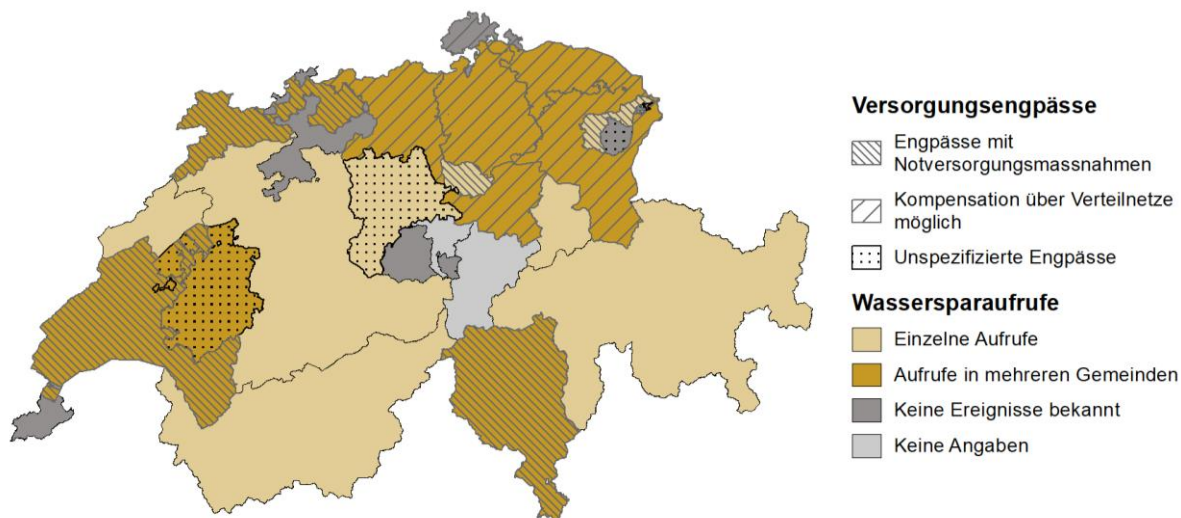 Versorgungsengpässe
Engpässe mit
Notversorgungsmassnahmen
Kompensation über Verteilnetze
möglich
Unspezifizierte Engpässe
Wassersparaufrufe
Einzelne Aufrufe
Aufrufe in mehreren Gemeinden
Keine Ereignisse bekannt
Keine Angaben